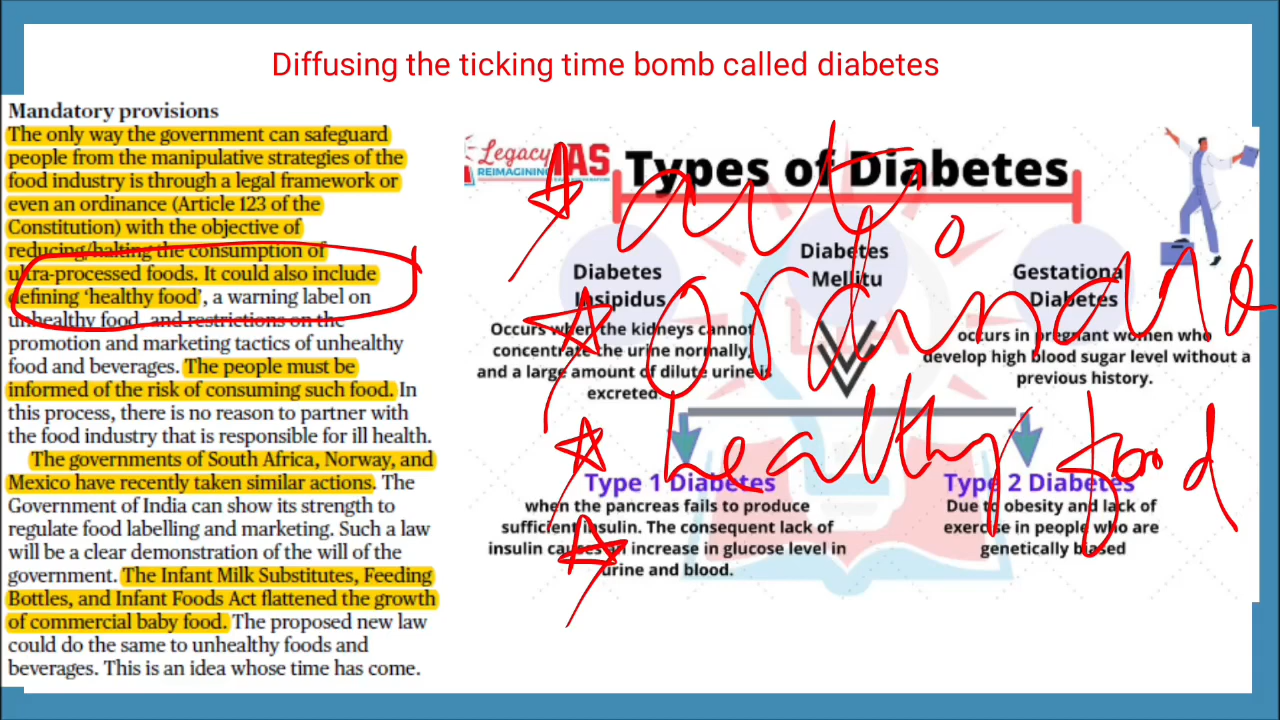 Diffusing the ticking time bomb called diabetes
Mandatory provisions
The only way the government can safeguard
people from the manipulative strategies of the
food industry is through a legal framework or
even an ordinance (Article 123 of the
Constitution) with the objective of
reducing/halting the consumption of
ultra-processed foods. It could also include
defining ‘healthy food’, a warning label on
unhealthy food, and restrictions on the
promotion and marketing tactics of unhealthy
food and beverages. The people must be
informed of the risk of consuming such food. In
this process, there is no reason to partner with
the food industry that is responsible for ill health.
The governments of South Africa, Norway, and
Mexico have recently taken similar actions. The
Government of India can show its strength to
regulate food labelling and marketing. Such a law
will be a clear demonstration of the will of the
government. The Infant Milk Substitutes, Feeding
Bottles, and Infant Foods Act flattened the growth
of commercial baby food. The proposed new law
could do the same to unhealthy foods and
beverages. This is an idea whose time has come.
Legacy IAS
REIMAGINING
Types of Diabetes
Diabetes
Insipidus
Occurs when the kidneys cannot
concentrate the urine normally,
and a large amount of dilute urine is
excreted.
Diabetes
Mellitu
Gestationa
Diabetes
occurs in pregnant women who
develop high blood sugar level without a
previous history.
Type 1 Diabetes
when the pancreas fails to produce
sufficient insulin. The consequent lack of
insulin causes an increase in glucose level in
urine and blood.
Type 2 Diabetes
Due to obesity and lack of
exercise in people who are
genetically biased
ordinance
healthy food